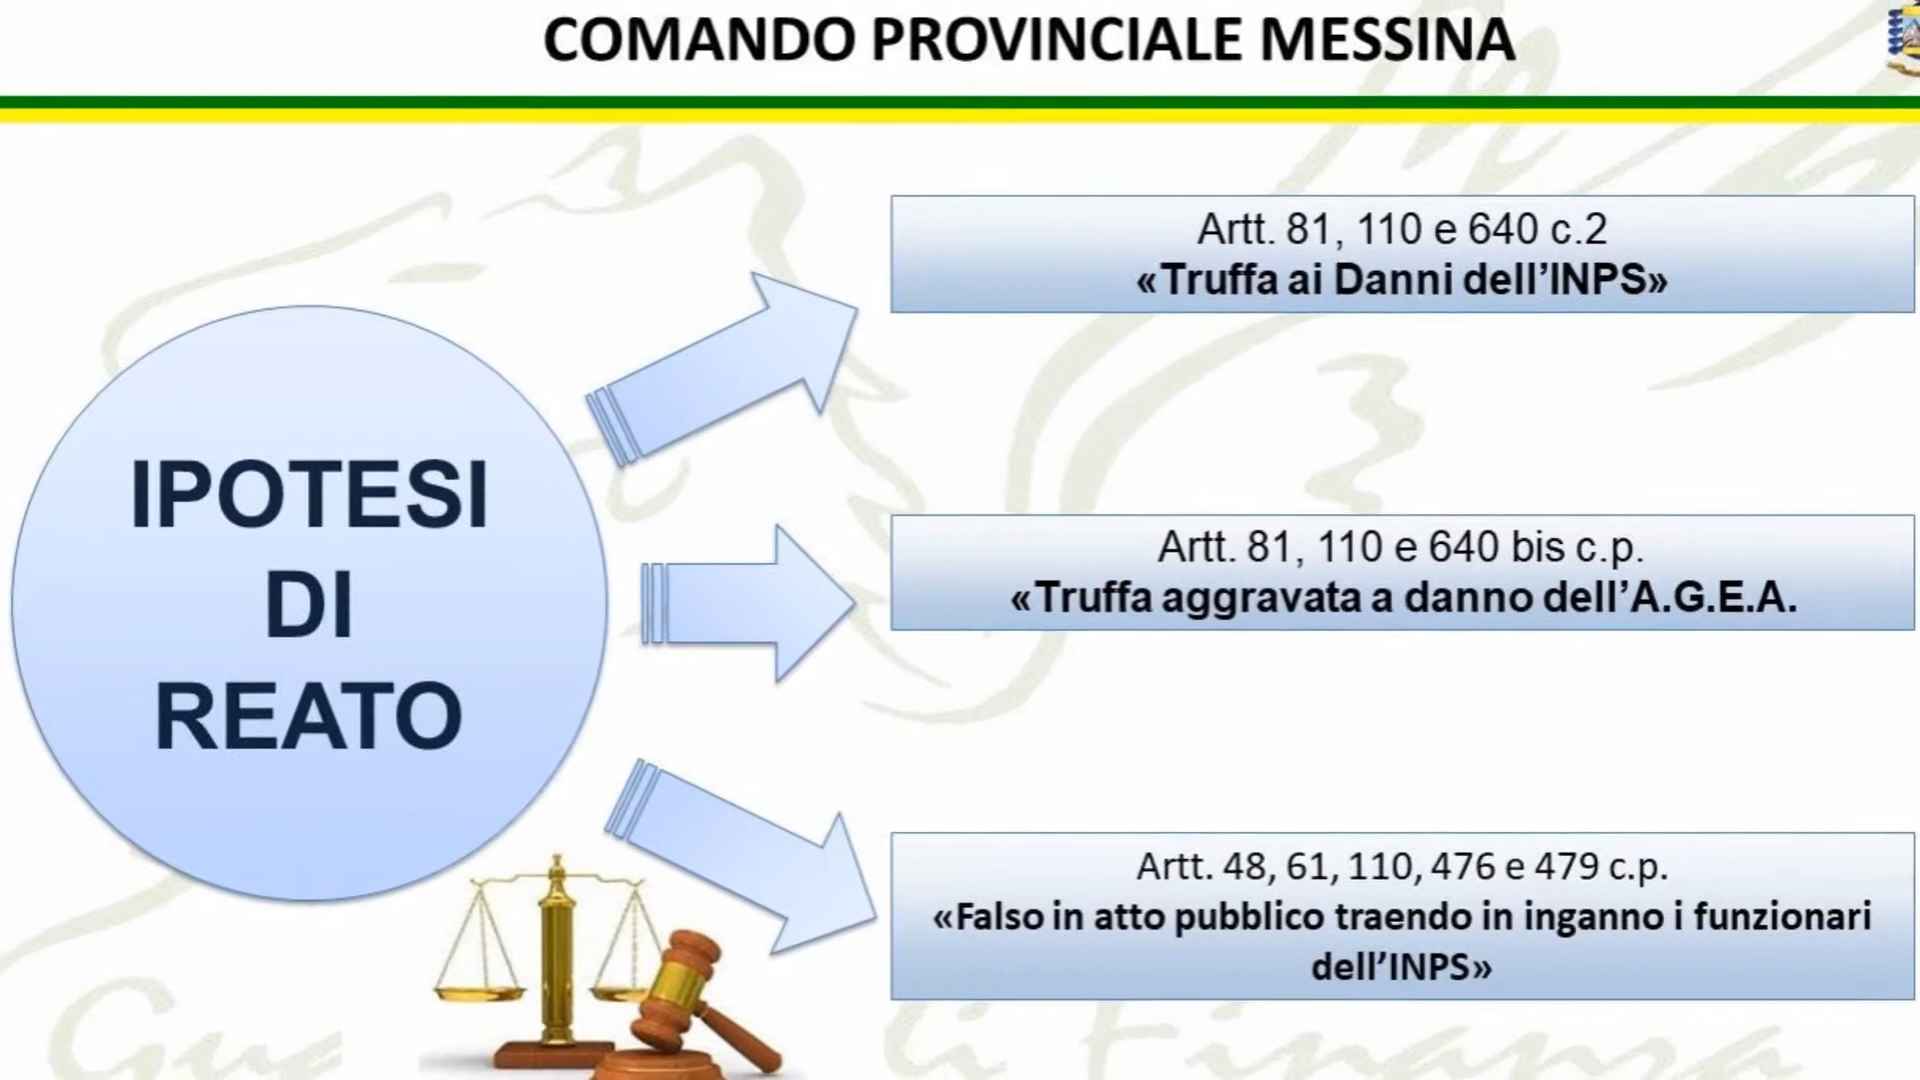 COMANDO PROVINCIALE MESSINA
IPOTESI
DI
REATO
Artt. 81, 110 e 640 c.2
«Truffa ai Danni dell’INPS»
Artt. 81, 110 e 640 bis c.p.
«Truffa aggravata a danno dell’A.G.E.A.
Artt. 48, 61, 110, 476 e 479 c.p.
«Falso in atto pubblico traendo in inganno i funzionari
dell’INPS»